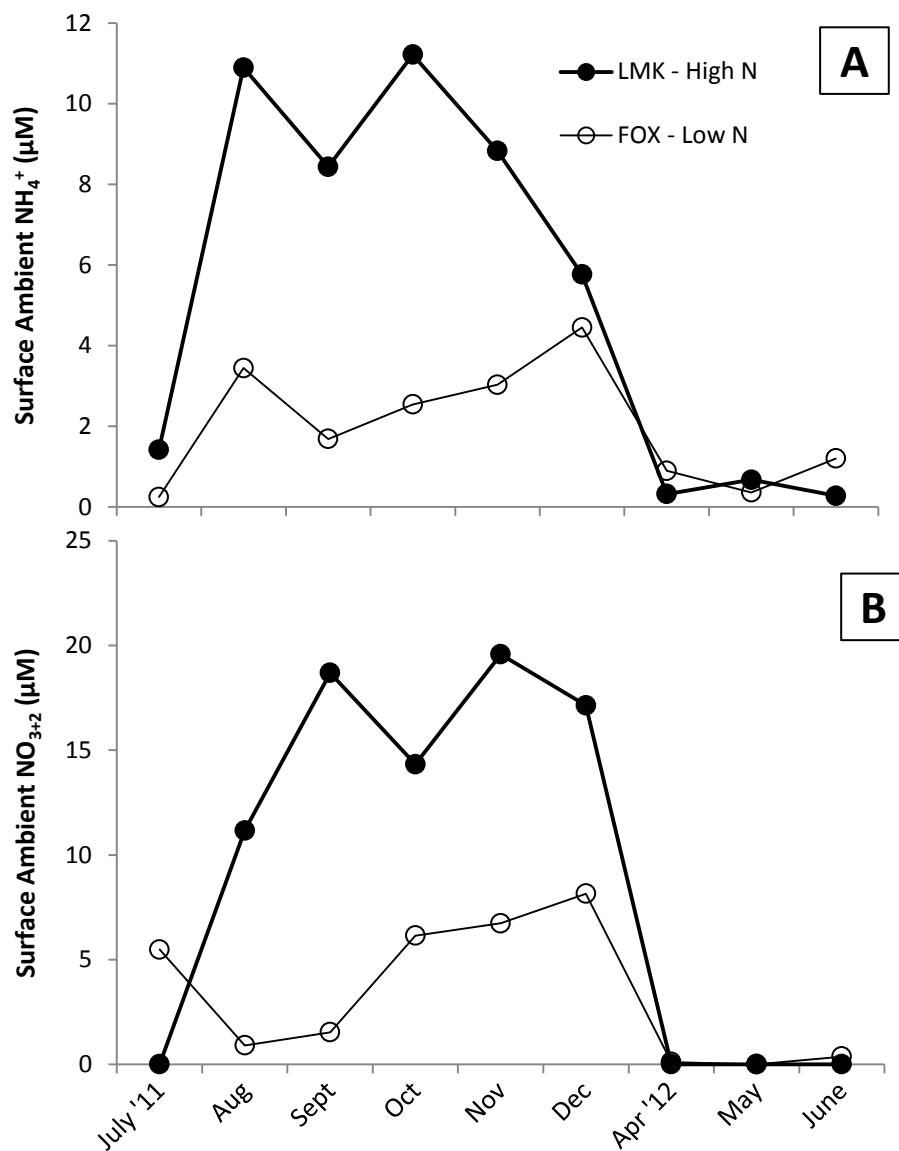 A
LMK - High N
FOX - Low N
Surface Ambient NH₄⁺ (µM)
12
10
8
6
4
2
0
B
Surface Ambient NO₃₊₂ (µM)
25
20
15
10
5
0
July '11
Aug
Sept
Oct
Nov
Dec
Apr '12
May
June